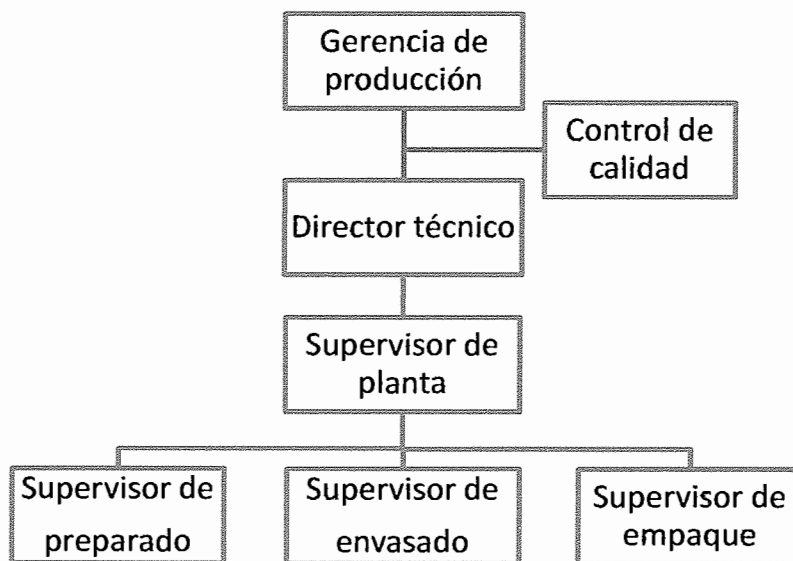 Gerencia de
producción
Control de
calidad
Director técnico
Supervisor de
planta
Supervisor de
preparado
Supervisor de
envasado
Supervisor de
empaque